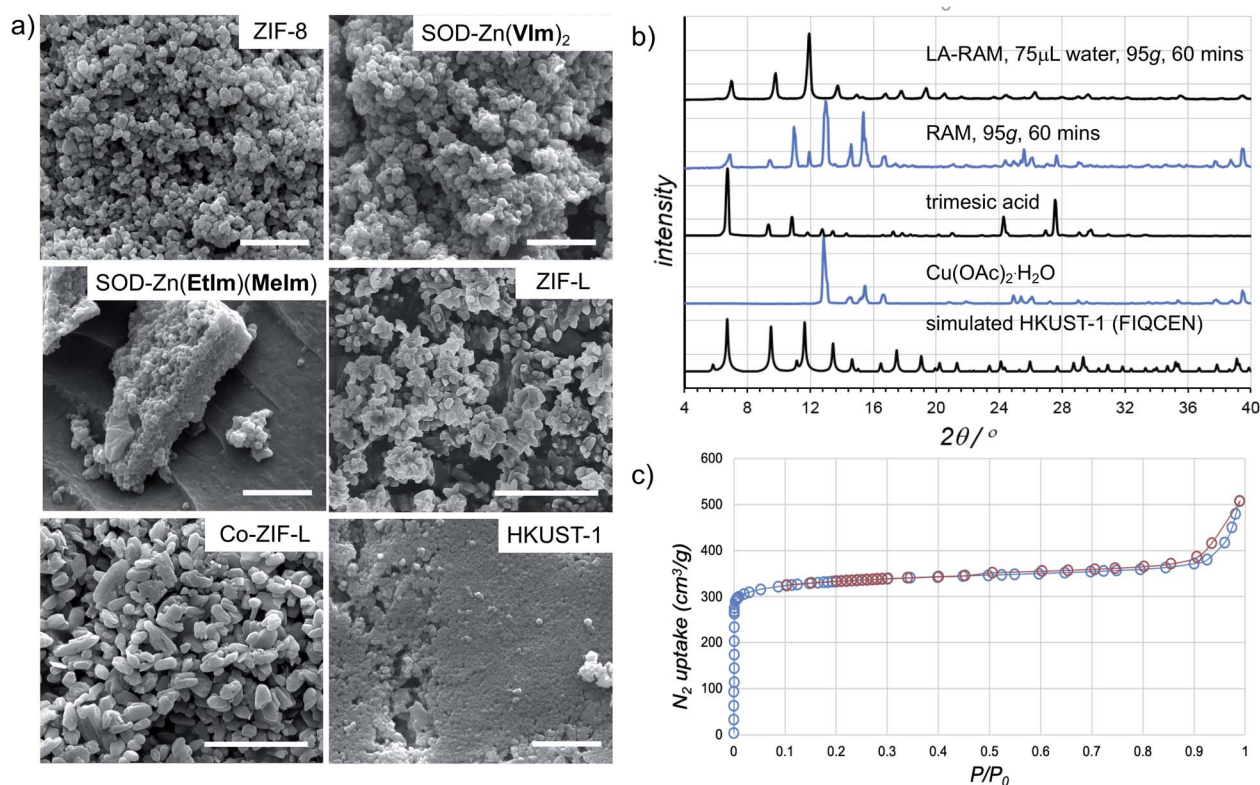 a)
ZIF-8
SOD-Zn(VIm)2
SOD-Zn(EtIm)(MeIm)
ZIF-L
Co-ZIF-L
HKUST-1
b)
LA-RAM, 75μL water, 95g, 60 mins
RAM, 95g, 60 mins
trimesic acid
Cu(OAc)2·H2O
simulated HKUST-1 (FIQCEN)
intensity
4 8 12 16 20 24 28 32 36 40
2θ/°
c)
600
500
400
300
200
100
0
N2 uptake (cm3/g)
0 0.1 0.2 0.3 0.4 0.5 0.6 0.7 0.8 0.9 1
P/P0